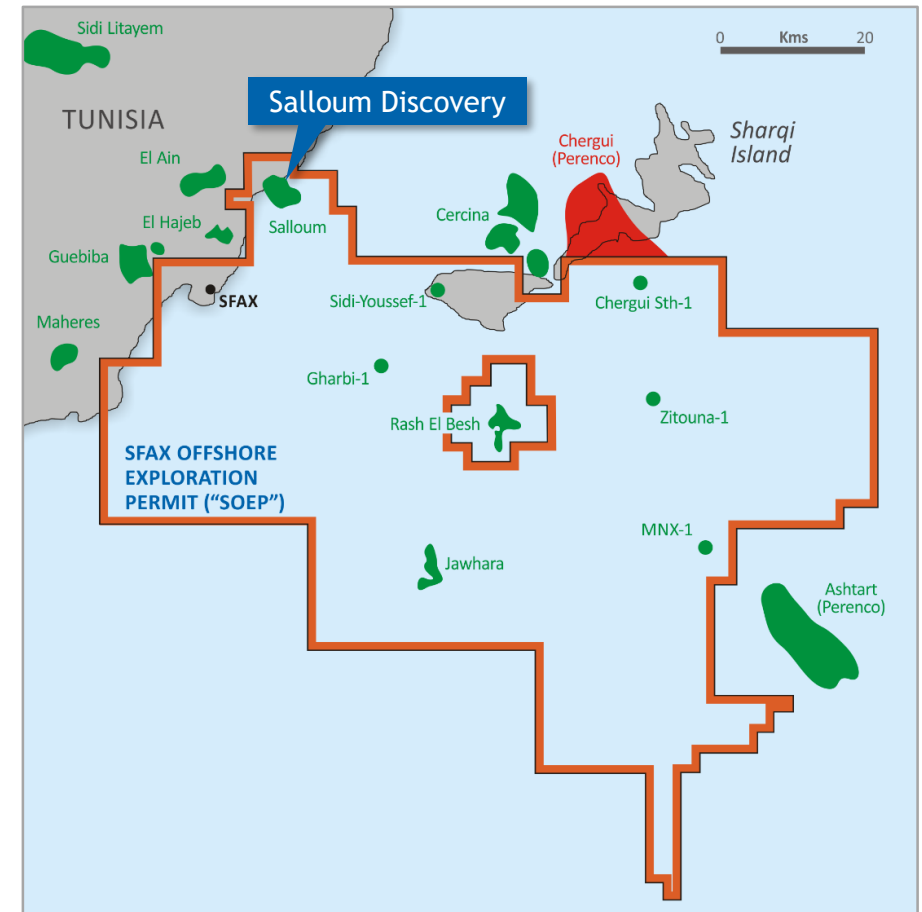 Sidi Litayem
0 Kms 20
Salloum Discovery
TUNISIA
Sharqi
Island
Chergui
(Perenco)
El Ain
Cercina
El Hajeb
Salloum
Guebiba
SFAX
Sidi-Youssef-1
Chergui Sth-1
Maheres
Gharbi-1
Rash El Besh
Zitouna-1
SFAX OFFSHORE
EXPLORATION
PERMIT (“SOEP”)
MNX-1
Jawhara
Ashtart
(Perenco)